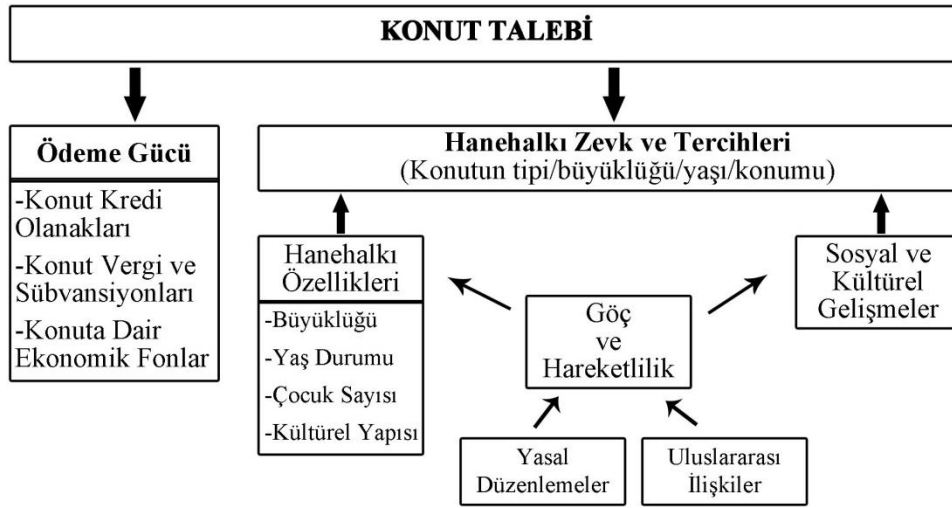 KONUT TALEBİ
Ödeme Gücü
-Konut Kredi
Olanakları
-Konut Vergi ve
Sübvansiyonları
-Konuta Dair
Ekonomik Fonlar
Hanehalkı Zevk ve Tercihleri
(Konutun tipi/büyüklüğü/yaşı/konumu)
Hanehalkı
Özellikleri
-Büyüklüğü
-Yaş Durumu
-Çocuk Sayısı
-Kültürel Yapısı
Göç
ve
Hareketlilik
Sosyal ve
Kültürel
Gelişmeler
Yasal
Düzenlemeler
Uluslararası
İlişkiler